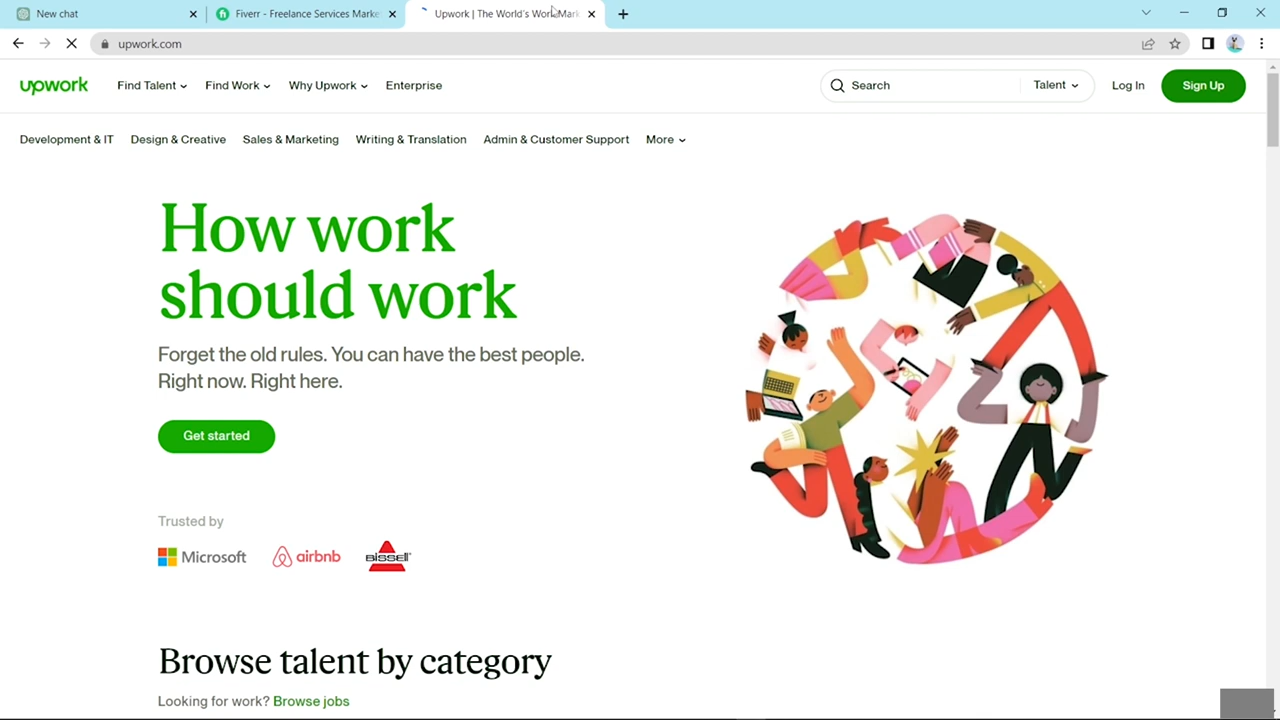 New chat
Fiverr - Freelance Services Marke
Upwork | The World's Work Mark
upwork.com
upwork
Find Talent
Find Work
Why Upwork
Enterprise
Search
Talent
Log In
Sign Up
Development & IT
Design & Creative
Sales & Marketing
Writing & Translation
Admin & Customer Support
More
How work
should work
Forget the old rules. You can have the best people.
Right now. Right here.
Get started
Trusted by
Microsoft
airbnb
BISSELL
Browse talent by category
Looking for work? Browse jobs